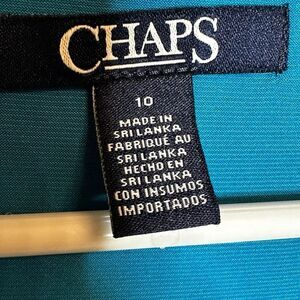 CHAPS
10
MADE IN
SRI LANKA
FABRIQUÉ AU
SRI LANKA
HECHO EN
SRI LANKA
CON INSUMOS
IMPORTADOS